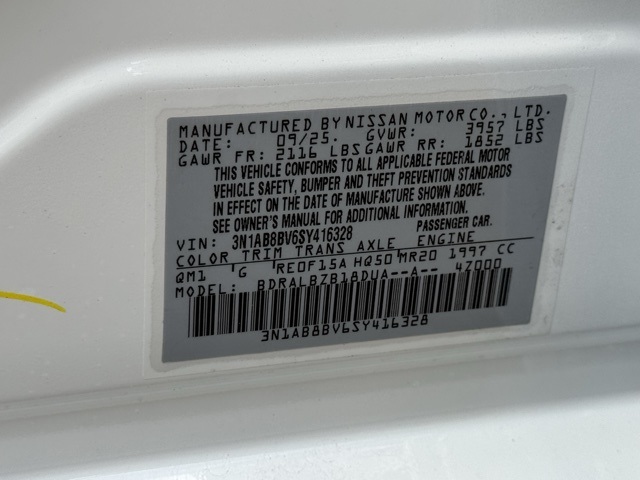 MANUFACTURED BY NISSAN MOTOR CO., LTD.
DATE: 09/25. GVWR: 3957 LBS
GAWR FR: 2116 LBS GAWR RR: 1852 LBS
THIS VEHICLE CONFORMS TO ALL APPLICABLE FEDERAL MOTOR
VEHICLE SAFETY, BUMPER AND THEFT PREVENTION STANDARDS
IN EFFECT ON THE DATE OF MANUFACTURE SHOWN ABOVE.
SEE OWNER'S MANUAL FOR ADDITIONAL INFORMATION.
VIN: 3N1AB8BV6SY416328 PASSENGER CAR.
COLOR TRIM TRANS AXLE ENGINE
QM1 G RE0F15A HQ50 MR20 1997 CC
MODEL: BDRALBZB18DUA--A-- 4Z000
3N1AB8BV6SY416328